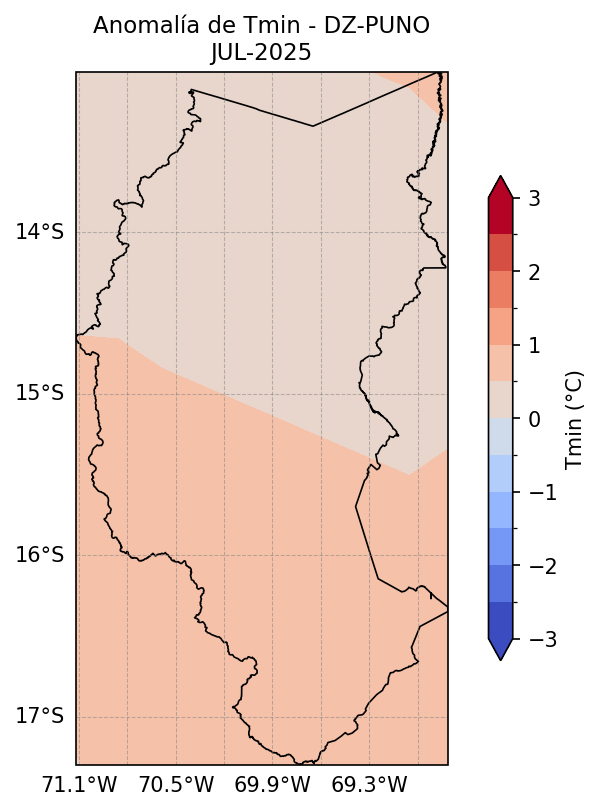 Anomalía de Tmin - DZ-PUNO
JUL-2025
14°S
15°S
16°S
17°S
71.1°W 70.5°W 69.9°W 69.3°W
3
2
1
0
−1
−2
−3
Tmin (°C)